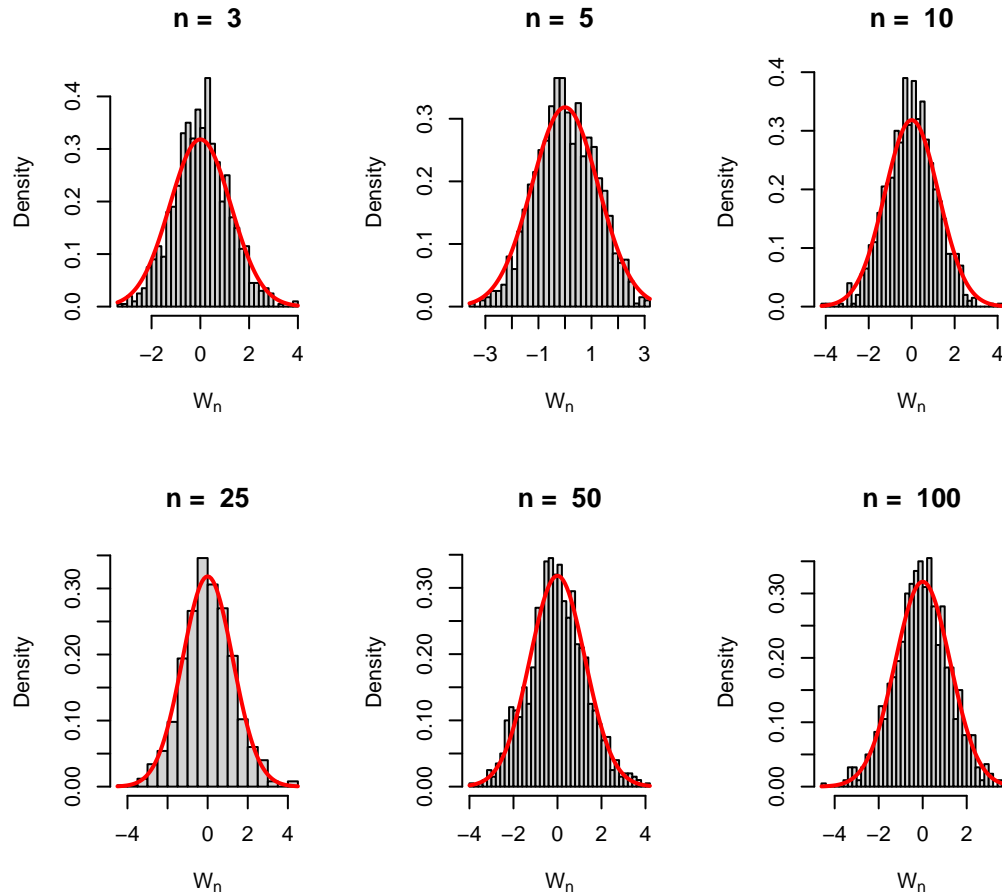 n = 3
Density
0.0 0.1 0.2 0.3 0.4
−2 0 2 4
Wn
n = 5
Density
0.0 0.1 0.2 0.3
−3 −1 1 3
Wn
n = 10
Density
0.0 0.1 0.2 0.3 0.4
−4 −2 0 2 4
Wn
n = 25
Density
0.00 0.10 0.20 0.30
−4 0 2 4
Wn
n = 50
Density
0.00 0.10 0.20 0.30
−4 −2 0 2 4
Wn
n = 100
Density
0.00 0.10 0.20 0.30
−4 −2 0 2
Wn